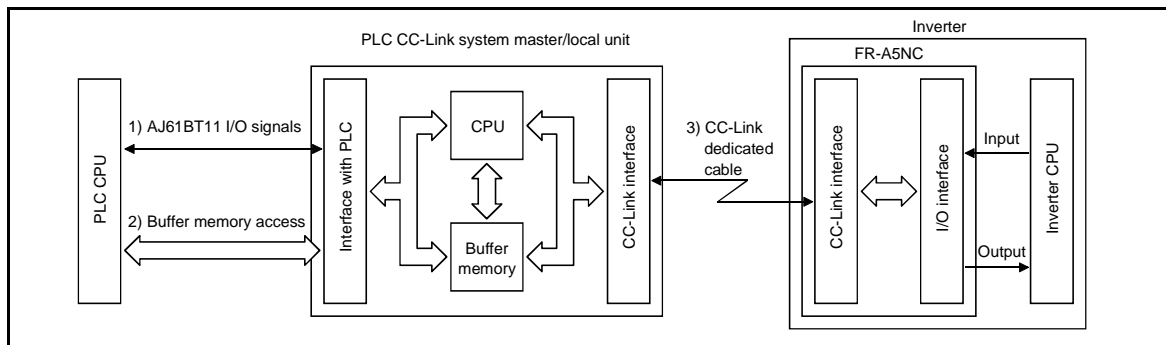 Inverter
PLC CC-Link system master/local unit
FR-A5NC
PLC CPU
1) AJ61BT11 I/O signals
2) Buffer memory access
Interface with PLC
CPU
Buffer
memory
CC-Link interface
3) CC-Link
dedicated
cable
CC-Link interface
I/O interface
Input
Output
Inverter CPU